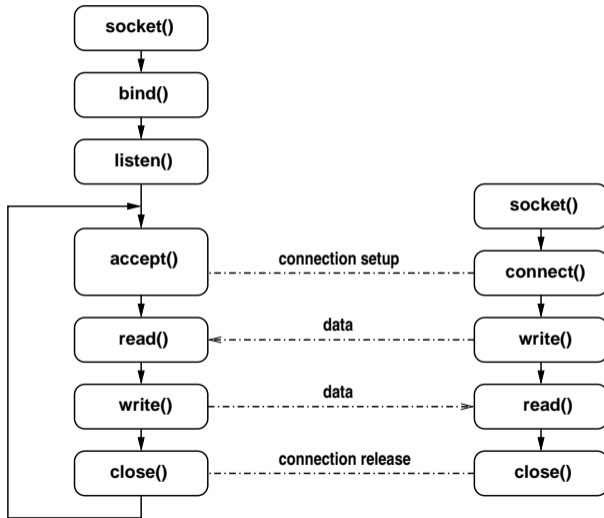 socket()
bind()
listen()
socket()
accept()
connection setup
connect()
read()
data
write()
write()
data
read()
close()
connection release
close()